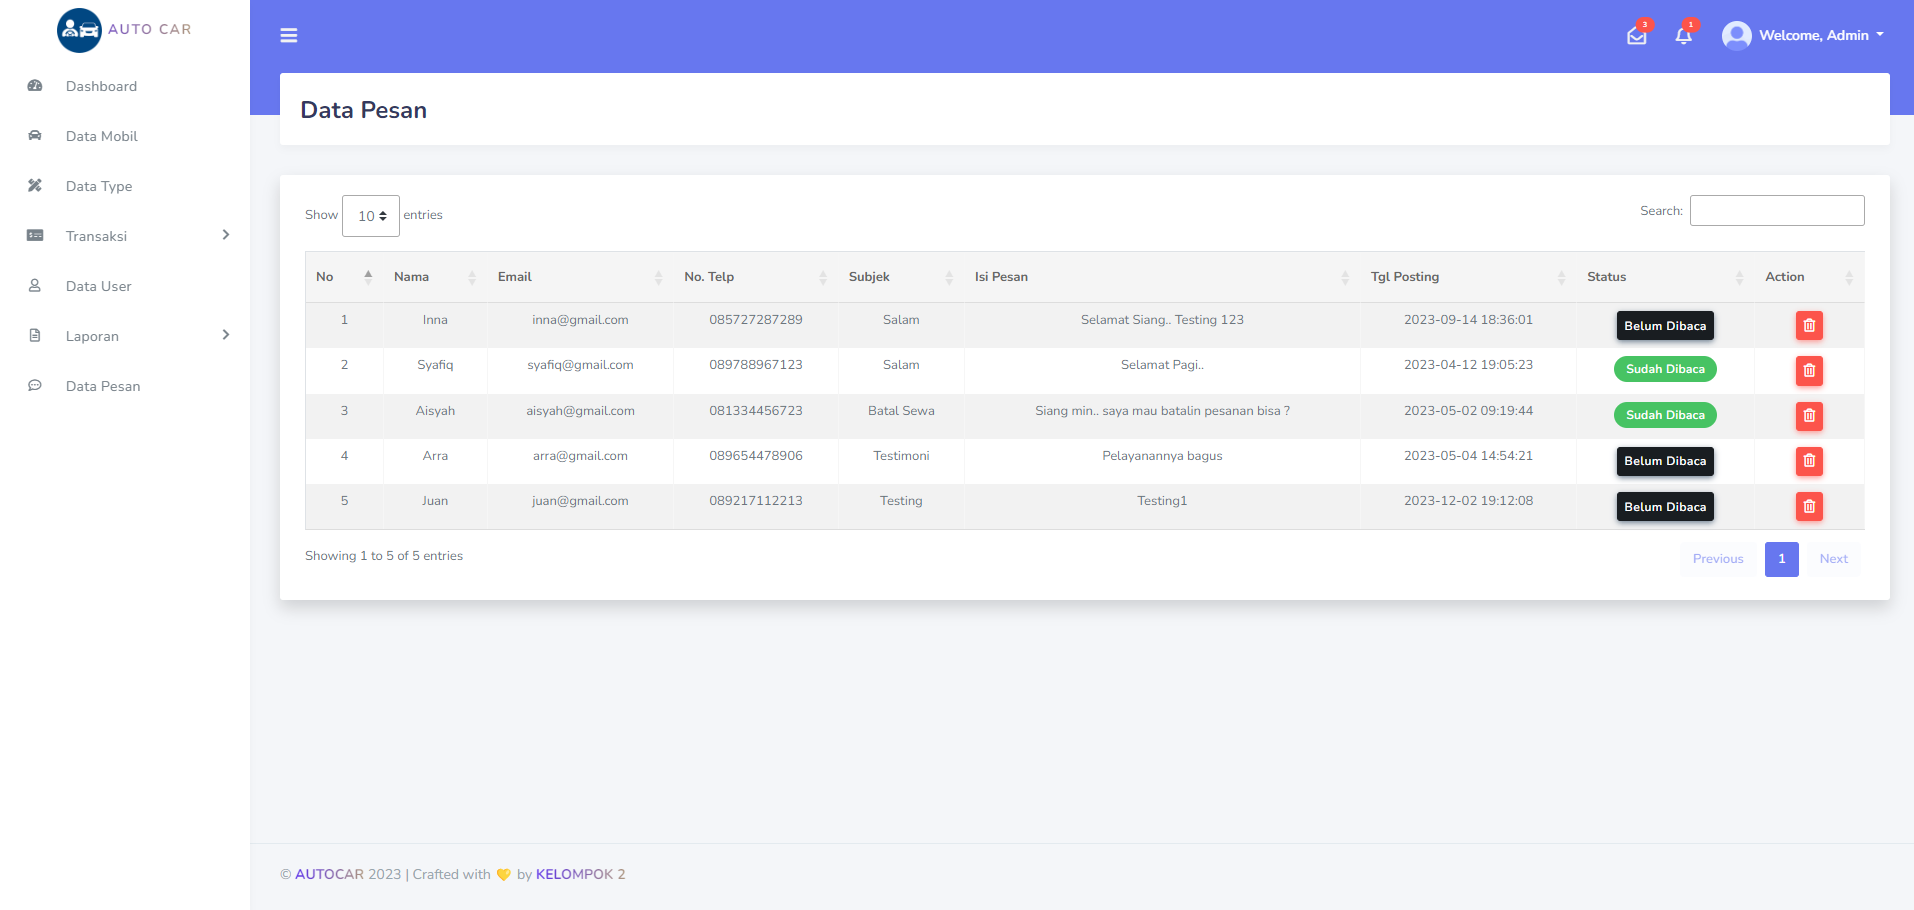 AUTO CAR
3
1
Welcome, Admin
Dashboard
Data Mobil
Data Type
Transaksi
Data User
Laporan
Data Pesan
Data Pesan
Show 10 entries
Search:
No Nama Email No. Telp Subjek Isi Pesan Tgl Posting Status Action
1 Inna inna@gmail.com 085727287289 Salam Selamat Siang.. Testing 123 2023-09-14 18:36:01 Belum Dibaca
2 Syafiq syafiq@gmail.com 089788967123 Salam Selamat Pagi.. 2023-04-12 19:05:23 Sudah Dibaca
3 Aisyah aisyah@gmail.com 081334456723 Batal Sewa Siang min.. saya mau batalin pesanan bisa ? 2023-05-02 09:19:44 Sudah Dibaca
4 Arra arra@gmail.com 089654478906 Testimoni Pelayanannya bagus 2023-05-04 14:54:21 Belum Dibaca
5 Juan juan@gmail.com 089217112213 Testing Testing1 2023-12-02 19:12:08 Belum Dibaca
Showing 1 to 5 of 5 entries
Previous 1 Next
© AUTOCAR 2023 | Crafted with 💛 by KELOMPOK 2